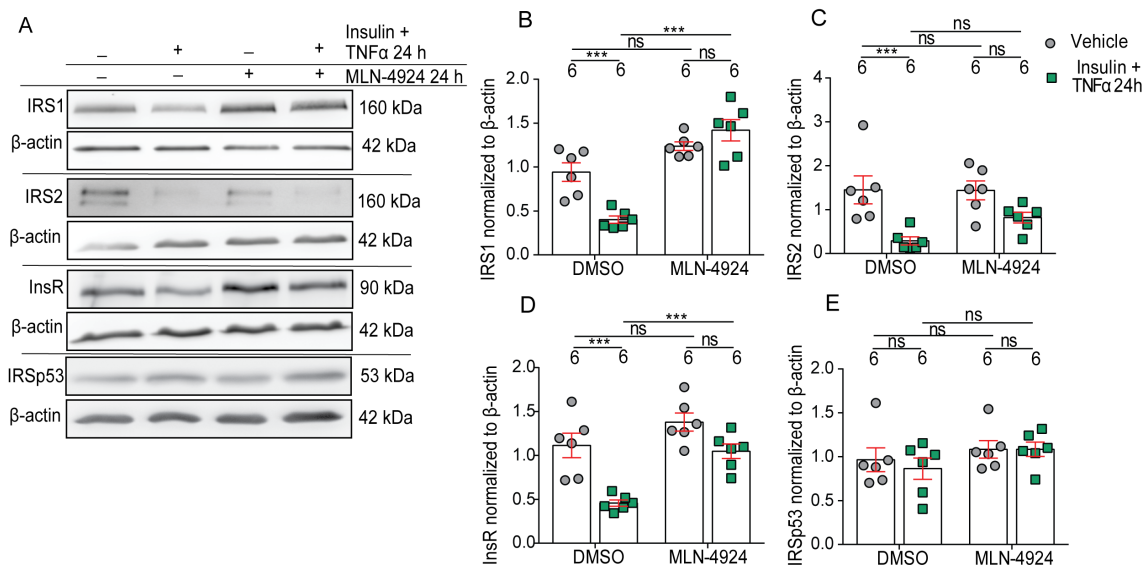 A
Insulin +
TNFα 24 h
– + – +
MLN-4924 24 h
– – + +
IRS1
160 kDa
β-actin
42 kDa
IRS2
160 kDa
β-actin
42 kDa
InsR
90 kDa
β-actin
42 kDa
IRSp53
53 kDa
β-actin
42 kDa
B
***
ns
*** ns
6 6 6 6
IRS1 normalized to β-actin
2.0
1.5
1.0
0.5
0.0
DMSO MLN-4924
C
ns
ns
*** ns
6 6 6 6
IRS2 normalized to β-actin
4
3
2
1
0
DMSO MLN-4924
Vehicle
Insulin +
TNFα 24h
D
***
ns
*** ns
6 6 6 6
InsR normalized to β-actin
2.0
1.5
1.0
0.5
0.0
DMSO MLN-4924
E
ns
ns
ns ns
6 6 6 6
IRSp53 normalized to β-actin
2.0
1.5
1.0
0.5
0.0
DMSO MLN-4924